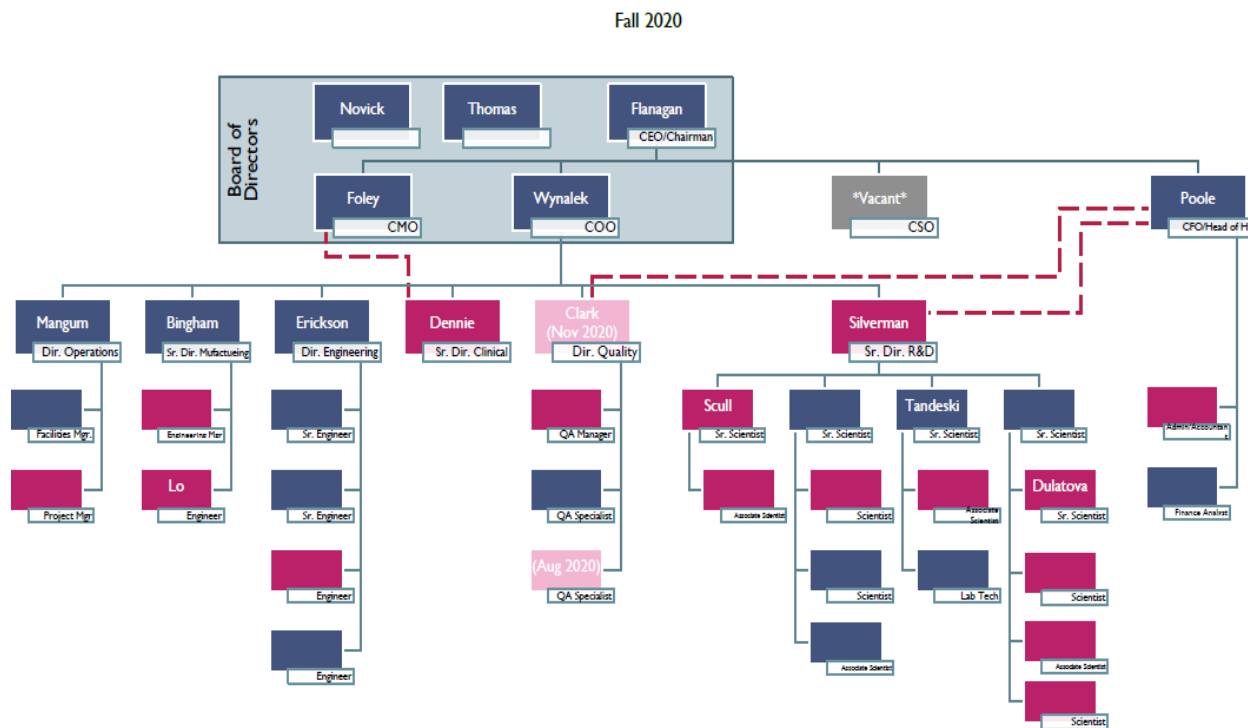 Fall 2020
Board of
Directors
Novick
Thomas
Flanagan
CEO/Chairman
Foley
CMO
Wynalek
COO
*Vacant*
CSO
Poole
CFO/Head of H
Mangum
Dir. Operations
Bingham
Sr. Dir. Mufactueing
Erickson
Dir. Engineering
Dennie
Sr. Dir. Clinical
Clark
(Nov 2020)
Dir. Quality
Silverman
Sr. Dir. R&D
Facilities Mgr.
Engineering Mgr
Sr. Engineer
QA Manager
Scull
Sr. Scientist
Sr. Scientist
Tandeski
Sr. Scientist
Sr. Scientist
Admin/Accountan
s
Project Mgr
Lo
Engineer
Sr. Engineer
QA Specialist
Associate Scientist
Scientist
Associate
Scientist
Dulatova
Sr. Scientist
Finance Analyst
Engineer
(Aug 2020)
QA Specialist
Scientist
Lab Tech
Scientist
Engineer
Associate Scientist
Associate Scientist
Scientist